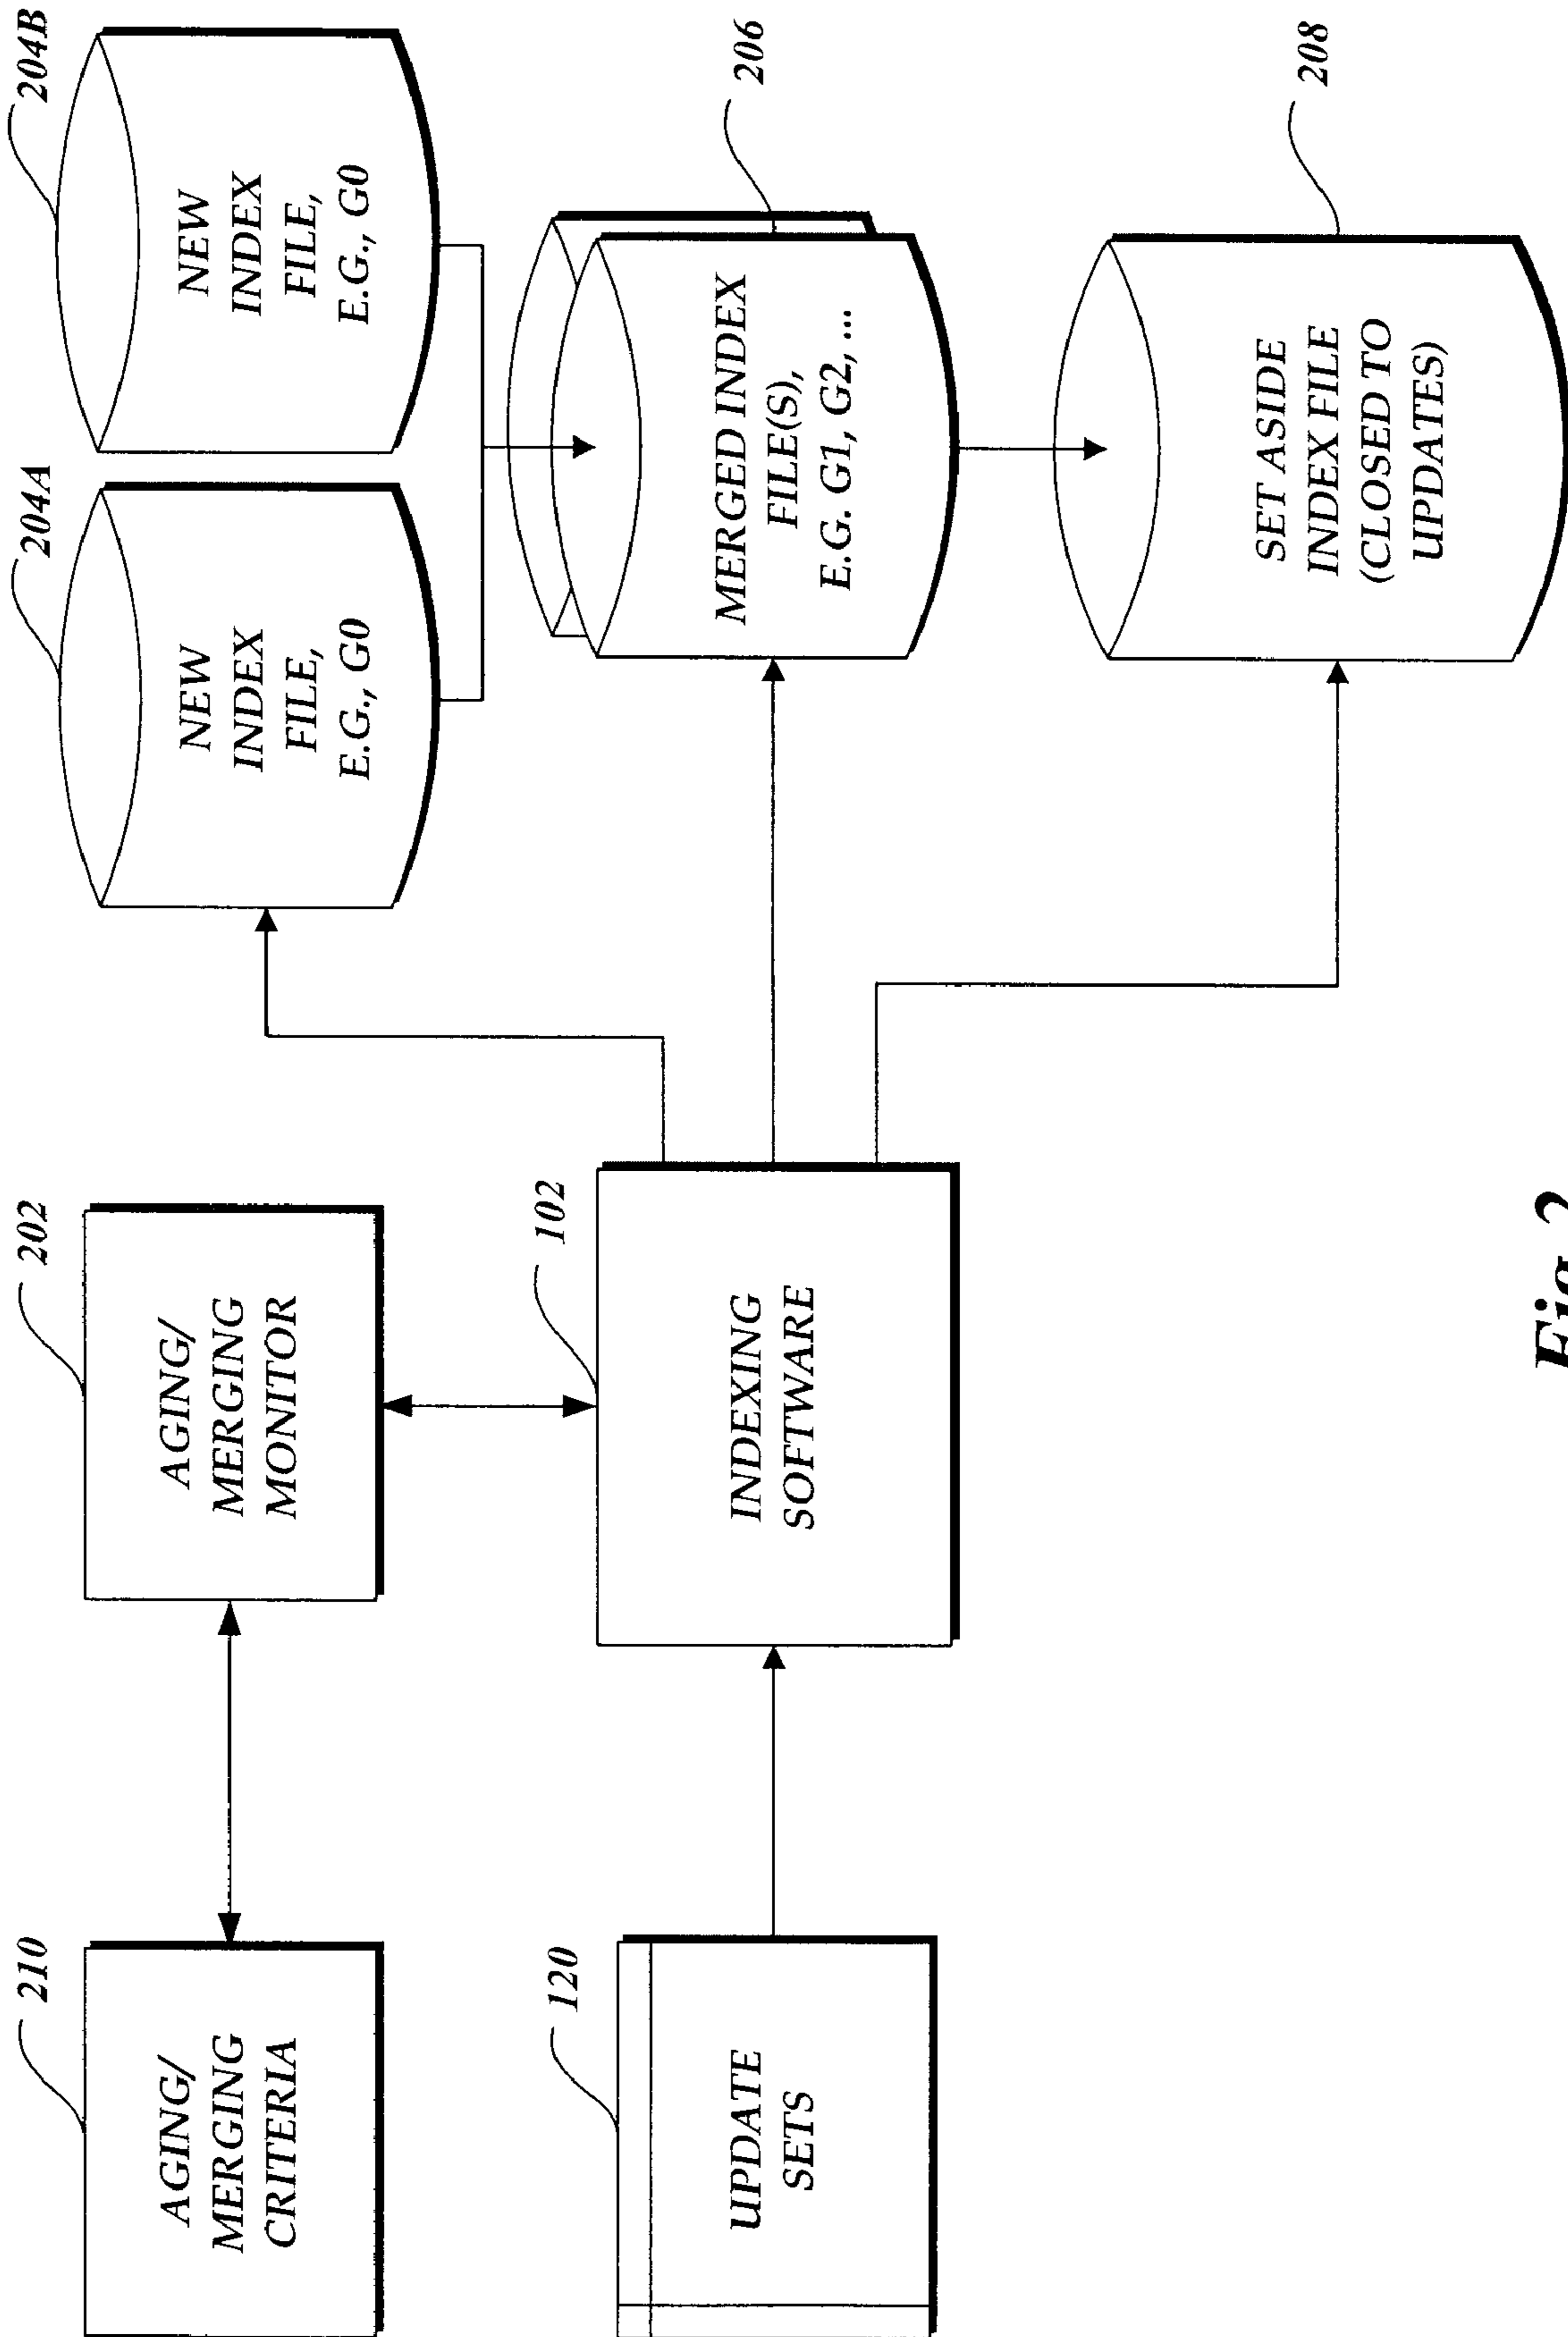 210
AGING/
MERGING
CRITERIA
202
AGING/
MERGING
MONITOR
204A
NEW
INDEX
FILE,
E.G., G0
204B
NEW
INDEX
FILE,
E.G., G0
120
UPDATE
SETS
102
INDEXING
SOFTWARE
206
MERGED INDEX
FILE(S),
E.G. G1, G2, ...
208
SET ASIDE
INDEX FILE
(CLOSED TO
UPDATES)
Fig.2